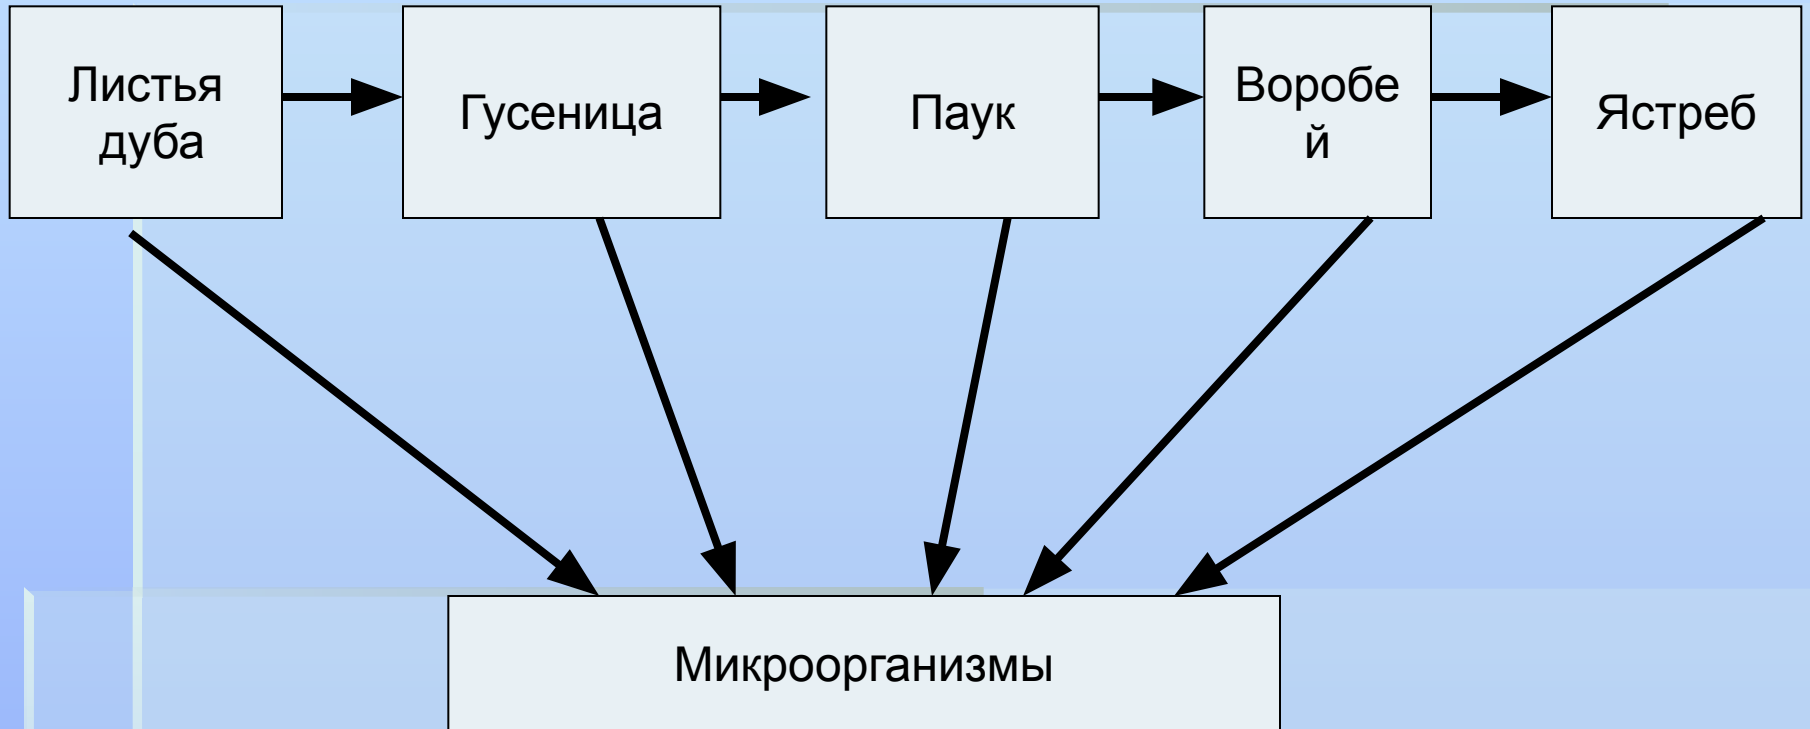 Листья
дуба
Гусеница
Паук
Воробе
й
Ястреб
Микроорганизмы